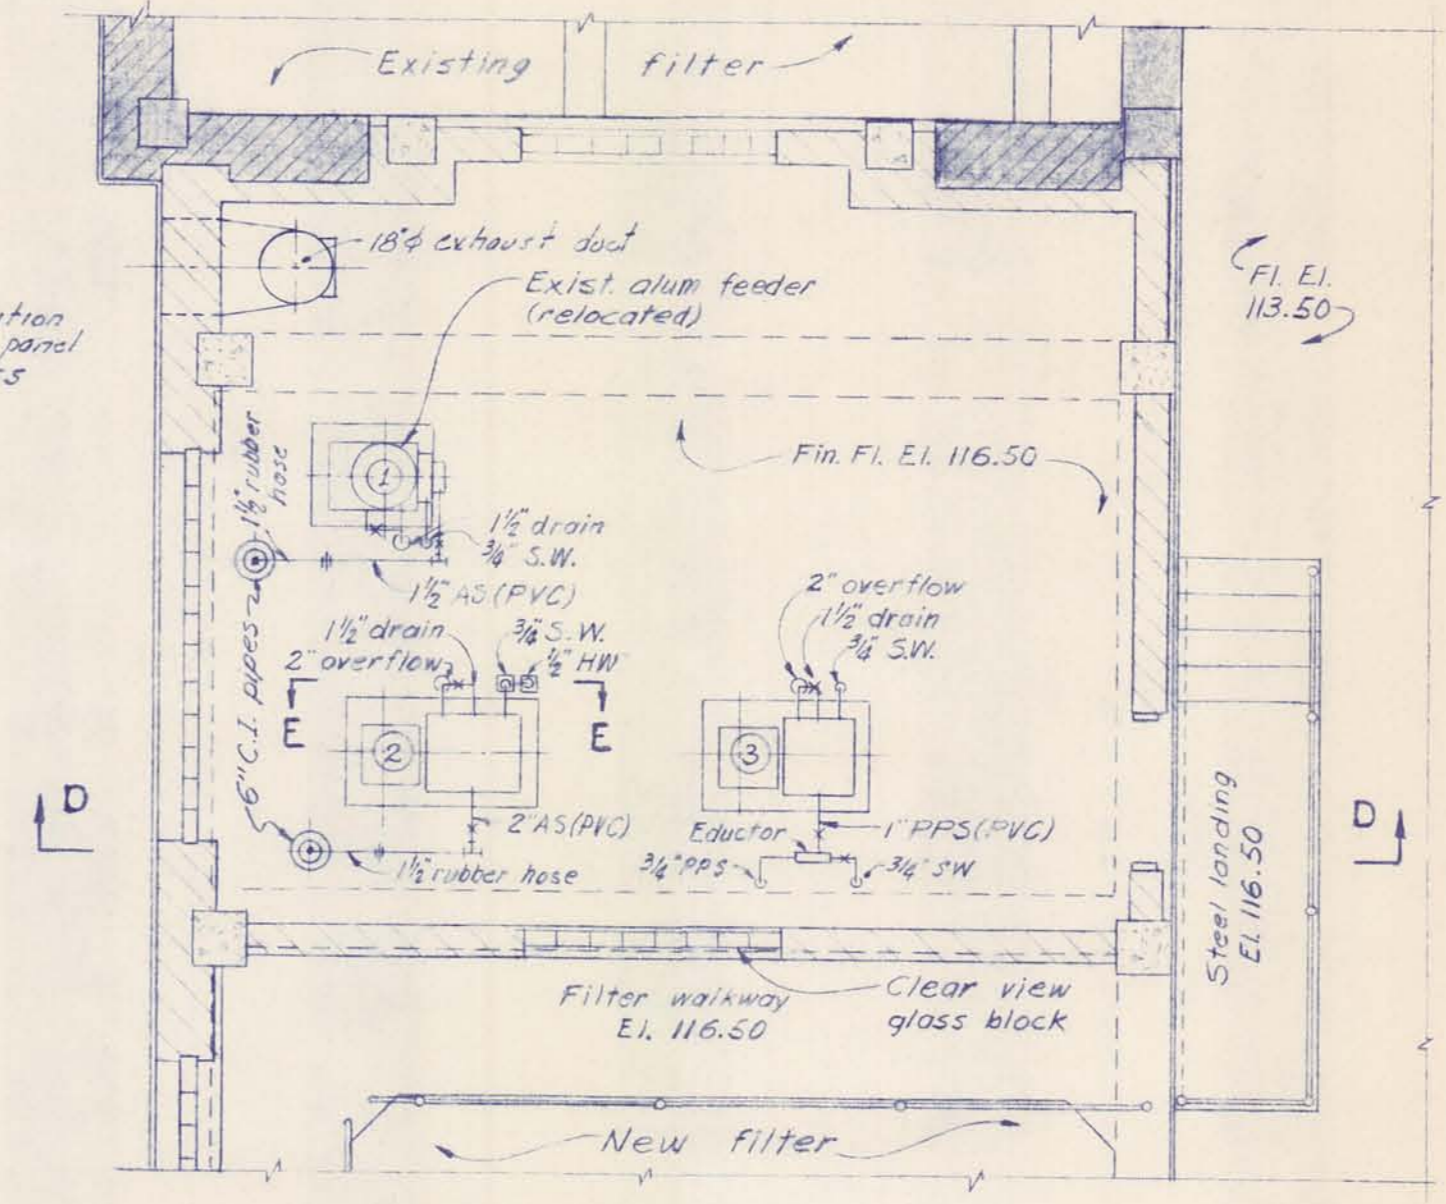 Existing filter
18"ϕ exhaust duct
Exist. alum feeder
(relocated)
Fl. El.
113.50
panel
1½" rubber
hose
1
Fin. Fl. El. 116.50
1½" drain
¾" S.W.
1½" AS (PVC)
6" C.I. pipes
1½" drain
2" overflow
¾" S.W.
½" HW
E
E
2
2" overflow
1½" drain
¾" S.W.
3
2" AS (PVC)
1½" rubber hose
Eductor
1" PPS (PVC)
¾" PPS
¾" SW
D
D
Steel landing
El. 116.50
Filter walkway
El. 116.50
Clear view
glass block
New filter